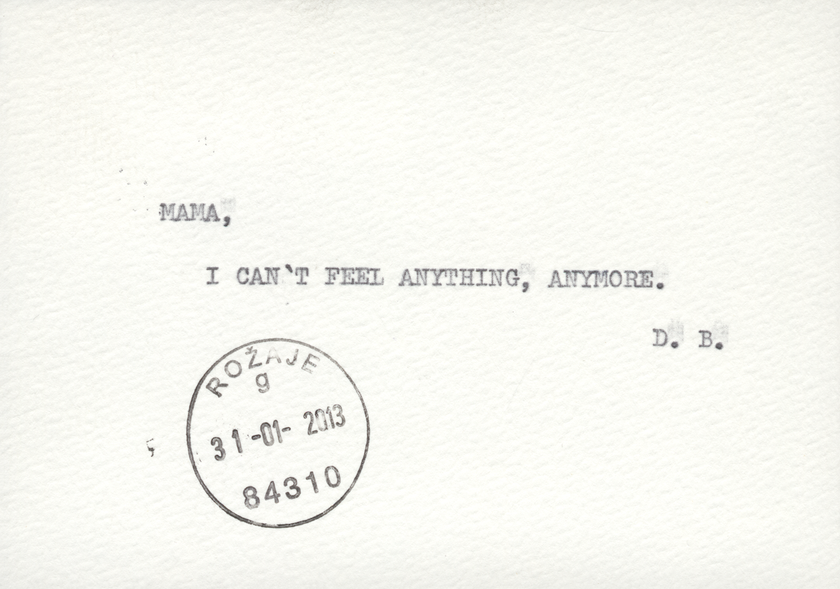 MAMA,
I CAN`T FEEL ANYTHING, ANYMORE.
D. B.
ROŽAJE
g
31-01-2013
84310